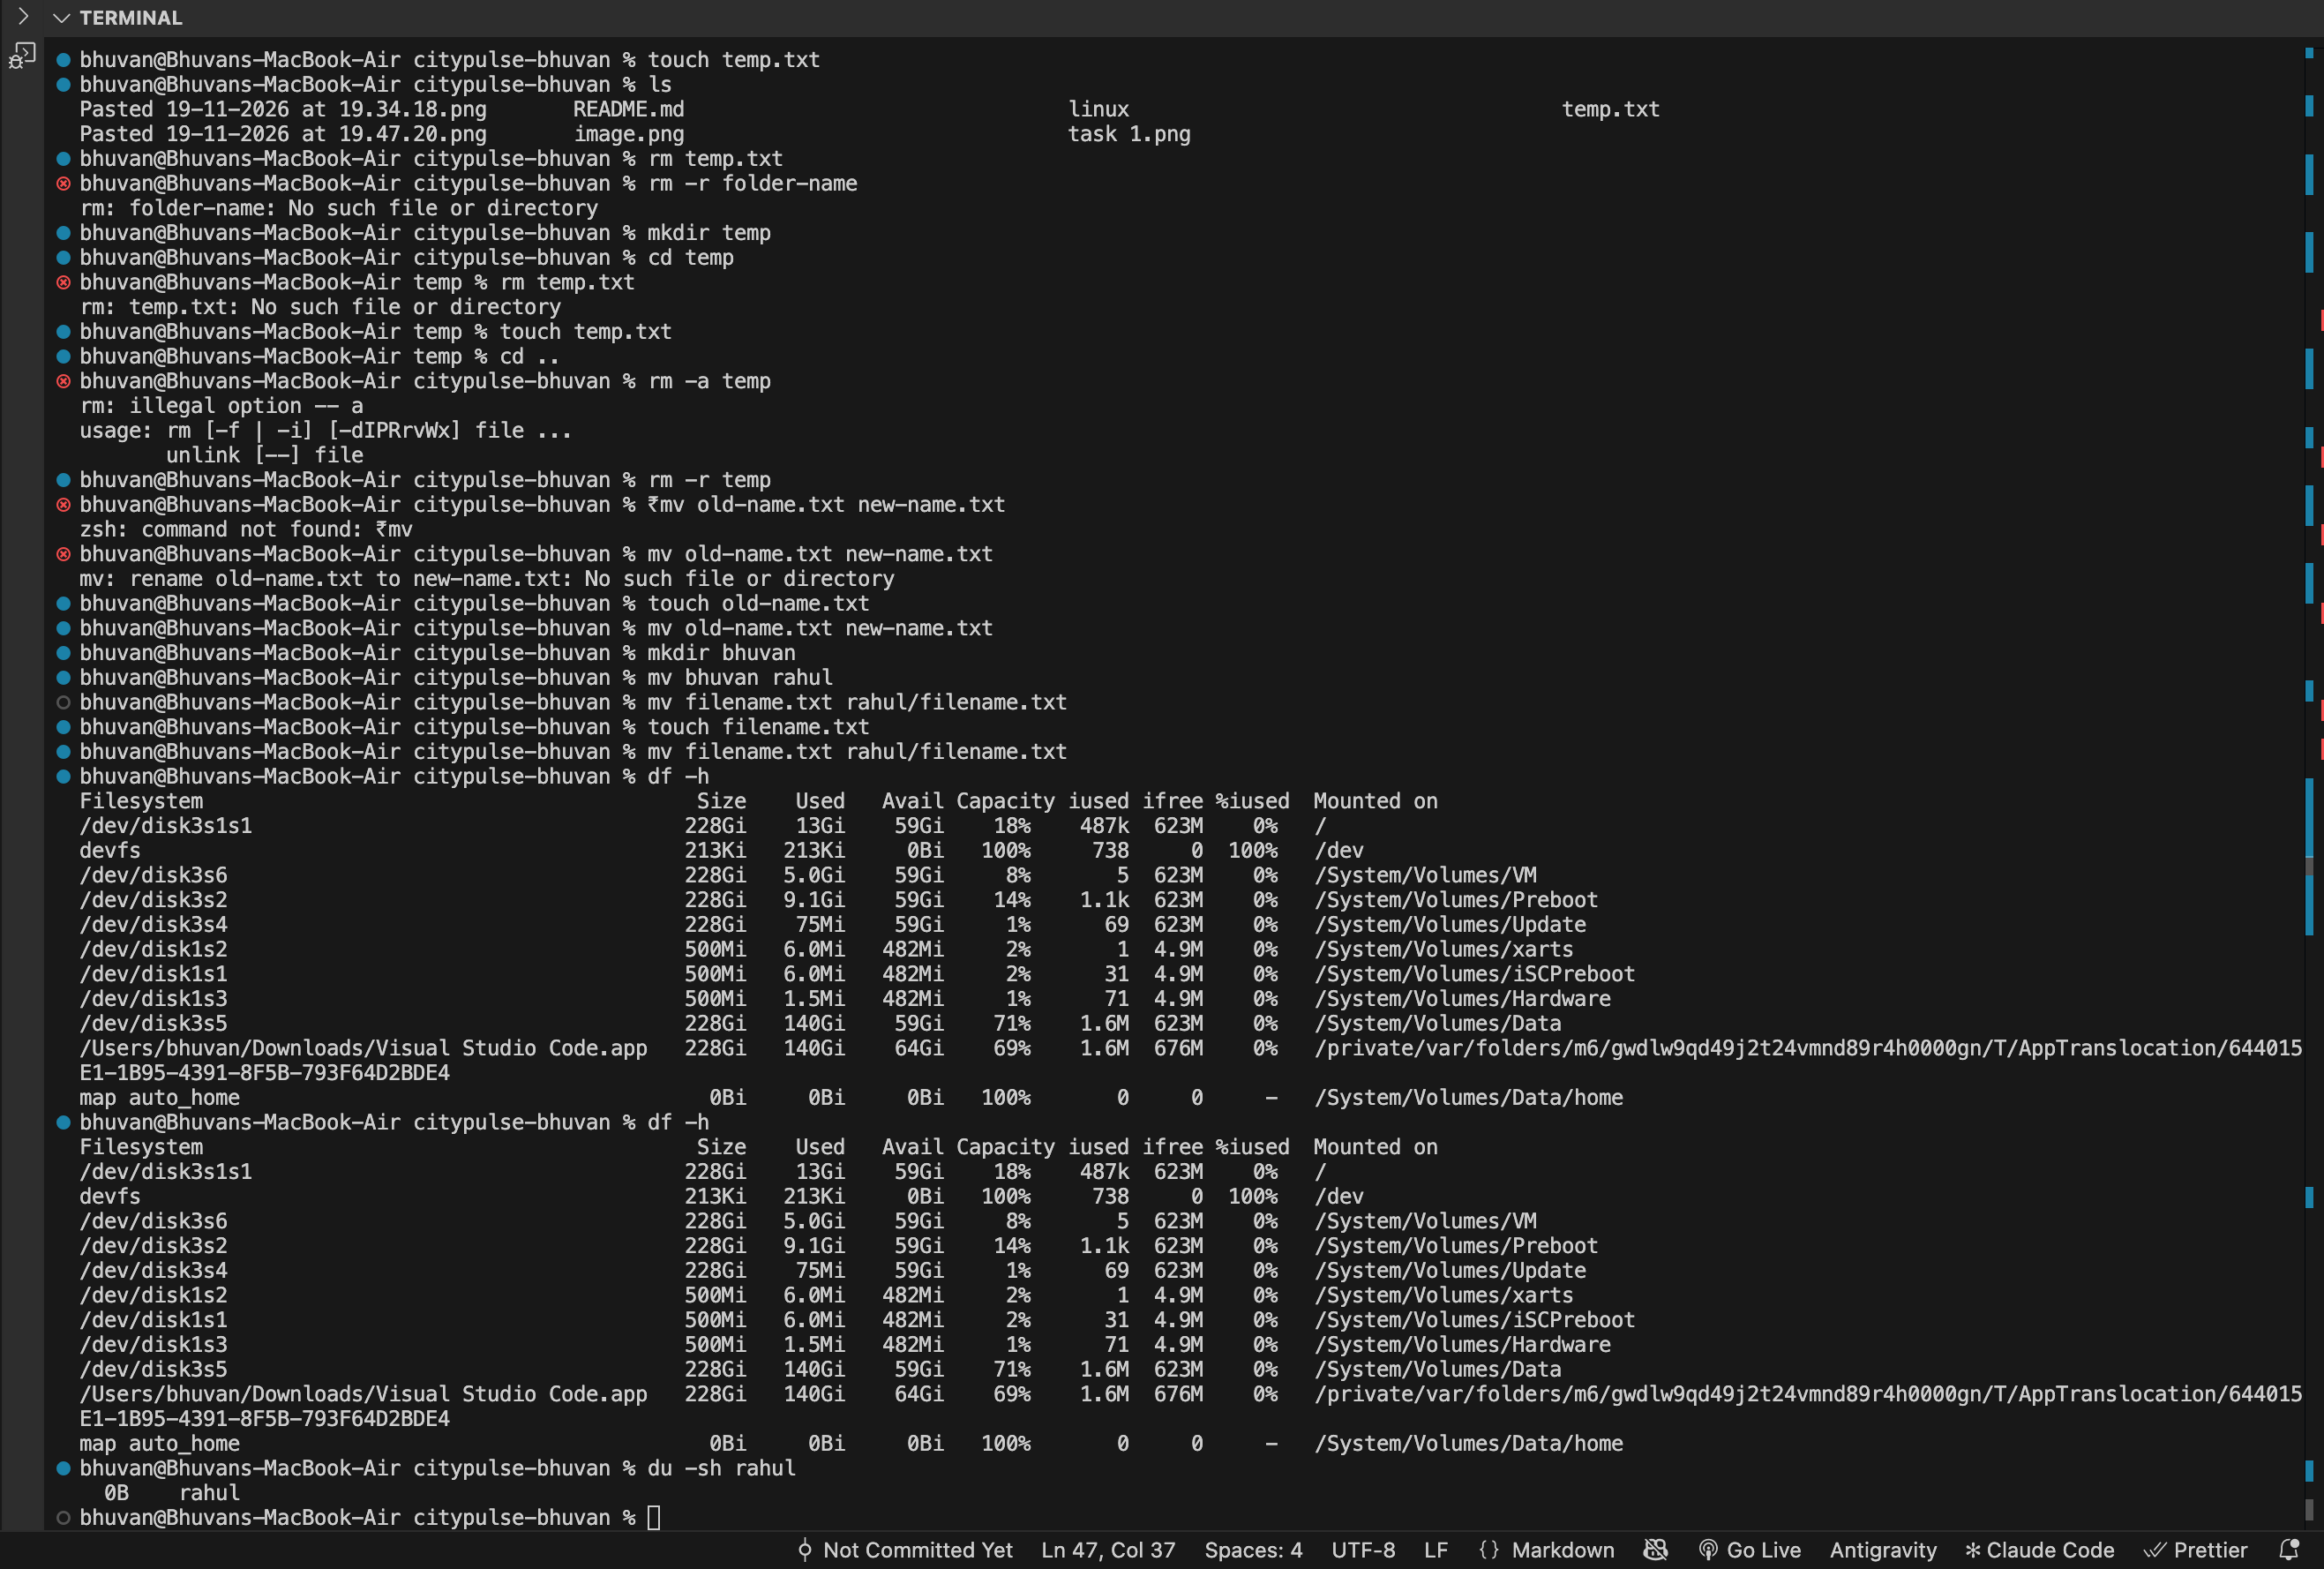 TERMINAL
bhuvan@Bhuvans-MacBook-Air citypulse-bhuvan % touch temp.txt
bhuvan@Bhuvans-MacBook-Air citypulse-bhuvan % ls
Pasted 19-11-2026 at 19.34.18.png README.md linux temp.txt
Pasted 19-11-2026 at 19.47.20.png image.png task 1.png
bhuvan@Bhuvans-MacBook-Air citypulse-bhuvan % rm temp.txt
bhuvan@Bhuvans-MacBook-Air citypulse-bhuvan % rm -r folder-name
rm: folder-name: No such file or directory
bhuvan@Bhuvans-MacBook-Air citypulse-bhuvan % mkdir temp
bhuvan@Bhuvans-MacBook-Air citypulse-bhuvan % cd temp
bhuvan@Bhuvans-MacBook-Air temp % rm temp.txt
rm: temp.txt: No such file or directory
bhuvan@Bhuvans-MacBook-Air temp % touch temp.txt
bhuvan@Bhuvans-MacBook-Air temp % cd ..
bhuvan@Bhuvans-MacBook-Air citypulse-bhuvan % rm -a temp
rm: illegal option -- a
usage: rm [-f | -i] [-dIPRrvWx] file ...
unlink [--] file
bhuvan@Bhuvans-MacBook-Air citypulse-bhuvan % rm -r temp
bhuvan@Bhuvans-MacBook-Air citypulse-bhuvan % ₹mv old-name.txt new-name.txt
zsh: command not found: ₹mv
bhuvan@Bhuvans-MacBook-Air citypulse-bhuvan % mv old-name.txt new-name.txt
mv: rename old-name.txt to new-name.txt: No such file or directory
bhuvan@Bhuvans-MacBook-Air citypulse-bhuvan % touch old-name.txt
bhuvan@Bhuvans-MacBook-Air citypulse-bhuvan % mv old-name.txt new-name.txt
bhuvan@Bhuvans-MacBook-Air citypulse-bhuvan % mkdir bhuvan
bhuvan@Bhuvans-MacBook-Air citypulse-bhuvan % mv bhuvan rahul
bhuvan@Bhuvans-MacBook-Air citypulse-bhuvan % mv filename.txt rahul/filename.txt
bhuvan@Bhuvans-MacBook-Air citypulse-bhuvan % touch filename.txt
bhuvan@Bhuvans-MacBook-Air citypulse-bhuvan % mv filename.txt rahul/filename.txt
bhuvan@Bhuvans-MacBook-Air citypulse-bhuvan % df -h
Filesystem Size Used Avail Capacity iused ifree %iused Mounted on
/dev/disk3s1s1 228Gi 13Gi 59Gi 18% 487k 623M 0% /
devfs 213Ki 213Ki 0Bi 100% 738 0 100% /dev
/dev/disk3s6 228Gi 5.0Gi 59Gi 8% 5 623M 0% /System/Volumes/VM
/dev/disk3s2 228Gi 9.1Gi 59Gi 14% 1.1k 623M 0% /System/Volumes/Preboot
/dev/disk3s4 228Gi 75Mi 59Gi 1% 69 623M 0% /System/Volumes/Update
/dev/disk1s2 500Mi 6.0Mi 482Mi 2% 1 4.9M 0% /System/Volumes/xarts
/dev/disk1s1 500Mi 6.0Mi 482Mi 2% 31 4.9M 0% /System/Volumes/iSCPreboot
/dev/disk1s3 500Mi 1.5Mi 482Mi 1% 71 4.9M 0% /System/Volumes/Hardware
/dev/disk3s5 228Gi 140Gi 59Gi 71% 1.6M 623M 0% /System/Volumes/Data
/Users/bhuvan/Downloads/Visual Studio Code.app 228Gi 140Gi 64Gi 69% 1.6M 676M 0% /private/var/folders/m6/gwdlw9qd49j2t24vmnd89r4h0000gn/T/AppTranslocation/644015
E1-1B95-4391-8F5B-793F64D2BDE4
map auto_home 0Bi 0Bi 0Bi 100% 0 0 - /System/Volumes/Data/home
bhuvan@Bhuvans-MacBook-Air citypulse-bhuvan % df -h
Filesystem Size Used Avail Capacity iused ifree %iused Mounted on
/dev/disk3s1s1 228Gi 13Gi 59Gi 18% 487k 623M 0% /
devfs 213Ki 213Ki 0Bi 100% 738 0 100% /dev
/dev/disk3s6 228Gi 5.0Gi 59Gi 8% 5 623M 0% /System/Volumes/VM
/dev/disk3s2 228Gi 9.1Gi 59Gi 14% 1.1k 623M 0% /System/Volumes/Preboot
/dev/disk3s4 228Gi 75Mi 59Gi 1% 69 623M 0% /System/Volumes/Update
/dev/disk1s2 500Mi 6.0Mi 482Mi 2% 1 4.9M 0% /System/Volumes/xarts
/dev/disk1s1 500Mi 6.0Mi 482Mi 2% 31 4.9M 0% /System/Volumes/iSCPreboot
/dev/disk1s3 500Mi 1.5Mi 482Mi 1% 71 4.9M 0% /System/Volumes/Hardware
/dev/disk3s5 228Gi 140Gi 59Gi 71% 1.6M 623M 0% /System/Volumes/Data
/Users/bhuvan/Downloads/Visual Studio Code.app 228Gi 140Gi 64Gi 69% 1.6M 676M 0% /private/var/folders/m6/gwdlw9qd49j2t24vmnd89r4h0000gn/T/AppTranslocation/644015
E1-1B95-4391-8F5B-793F64D2BDE4
map auto_home 0Bi 0Bi 0Bi 100% 0 0 - /System/Volumes/Data/home
bhuvan@Bhuvans-MacBook-Air citypulse-bhuvan % du -sh rahul
0B rahul
bhuvan@Bhuvans-MacBook-Air citypulse-bhuvan %
Not Committed Yet Ln 47, Col 37 Spaces: 4 UTF-8 LF {} Markdown Go Live Antigravity Claude Code Prettier